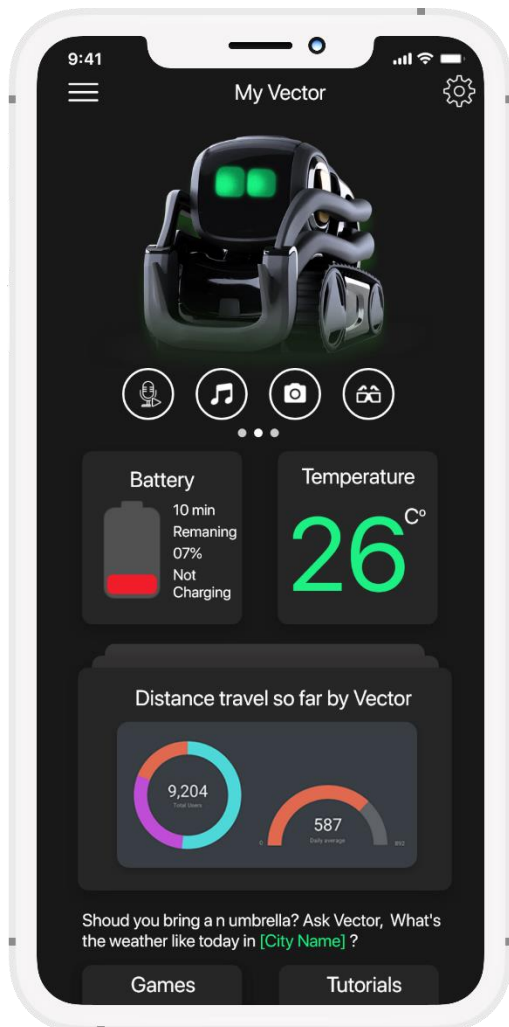 9:41
My Vector
Battery
10 min
Remaning
07%
Not
Charging
Temperature
26
Cº
Distance travel so far by Vector
9,204
Total Users
587
Daily average
0
892
Shoud you bring a n umbrella? Ask Vector, What's
the weather like today in [City Name] ?
Games
Tutorials